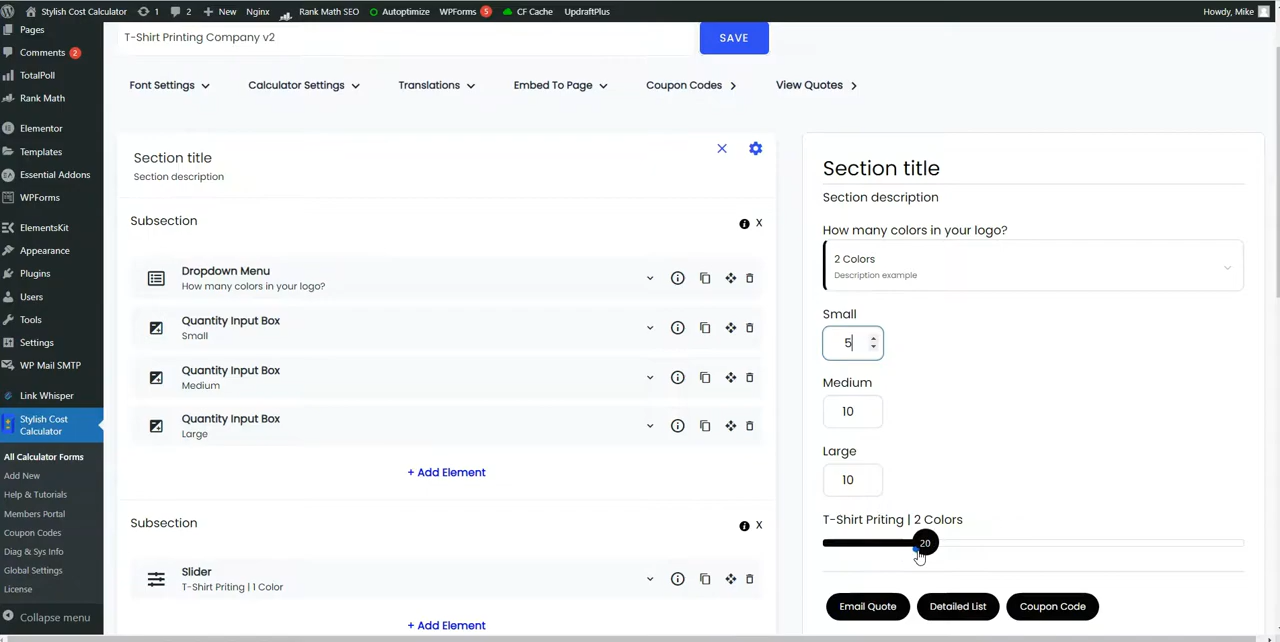 Stylish Cost Calculator
1
2
New
Nginx
Rank Math SEO
Autoptimize
WPForms 5
CF Cache
UpdraftPlus
Howdy, Mike
Pages
Comments 2
TotalPoll
Rank Math
Elementor
Templates
Essential Addons
WPForms
ElementsKit
Appearance
Plugins
Users
Tools
Settings
WP Mail SMTP
Link Whisper
Stylish Cost
Calculator
All Calculator Forms
Add New
Help & Tutorials
Members Portal
Coupon Codes
Diag & Sys Info
Global Settings
License
Collapse menu
T-Shirt Printing Company v2
SAVE
Font Settings
Calculator Settings
Translations
Embed To Page
Coupon Codes
View Quotes
Section title
Section description
Subsection
X
Dropdown Menu
How many colors in your logo?
Quantity Input Box
Small
Quantity Input Box
Medium
Quantity Input Box
Large
+ Add Element
Subsection
X
Slider
T-Shirt Priting | 1 Color
+ Add Element
Section title
Section description
How many colors in your logo?
2 Colors
Description example
Small
5
Medium
10
Large
10
T-Shirt Priting | 2 Colors
20
Email Quote
Detailed List
Coupon Code